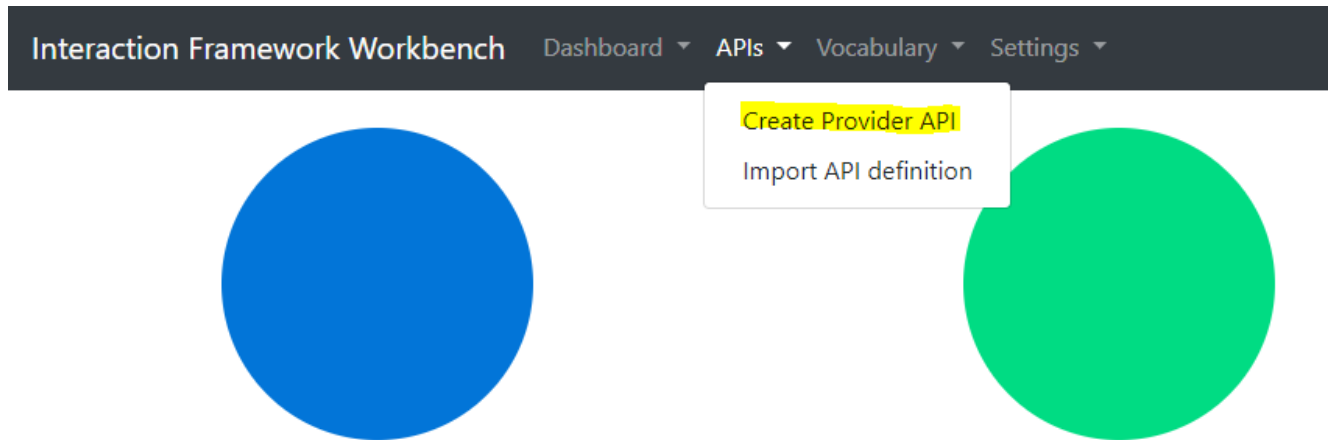 Interaction Framework Workbench Dashboard APIs Vocabulary Settings
Create Provider API
Import API definition